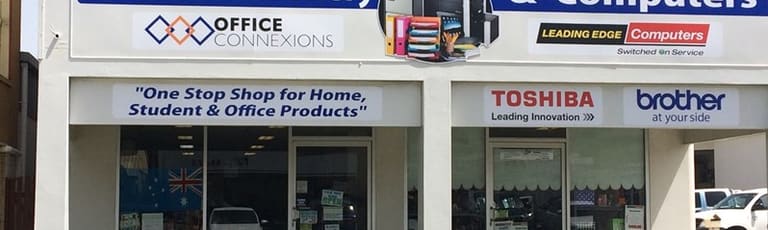 & Computers
OFFICE
CONNEXIONS
LEADING EDGE Computers
Switched On Service
"One Stop Shop for Home,
Student & Office Products"
TOSHIBA
Leading Innovation >>>
brother
at your side
OPEN